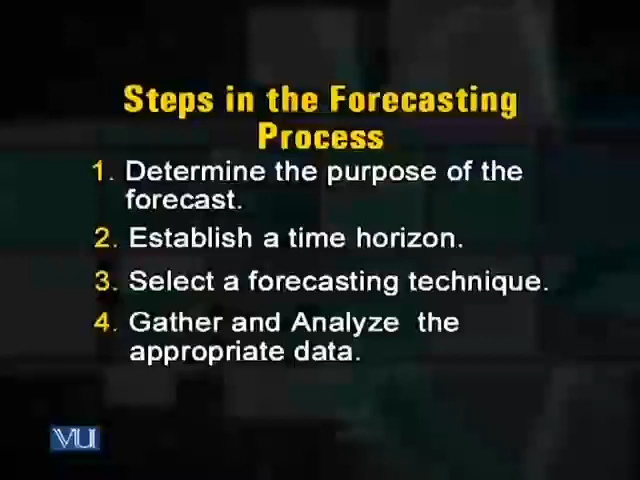 Steps in the Forecasting
Process
1. Determine the purpose of the
forecast.
2. Establish a time horizon.
3. Select a forecasting technique.
4. Gather and Analyze the
appropriate data.
VU